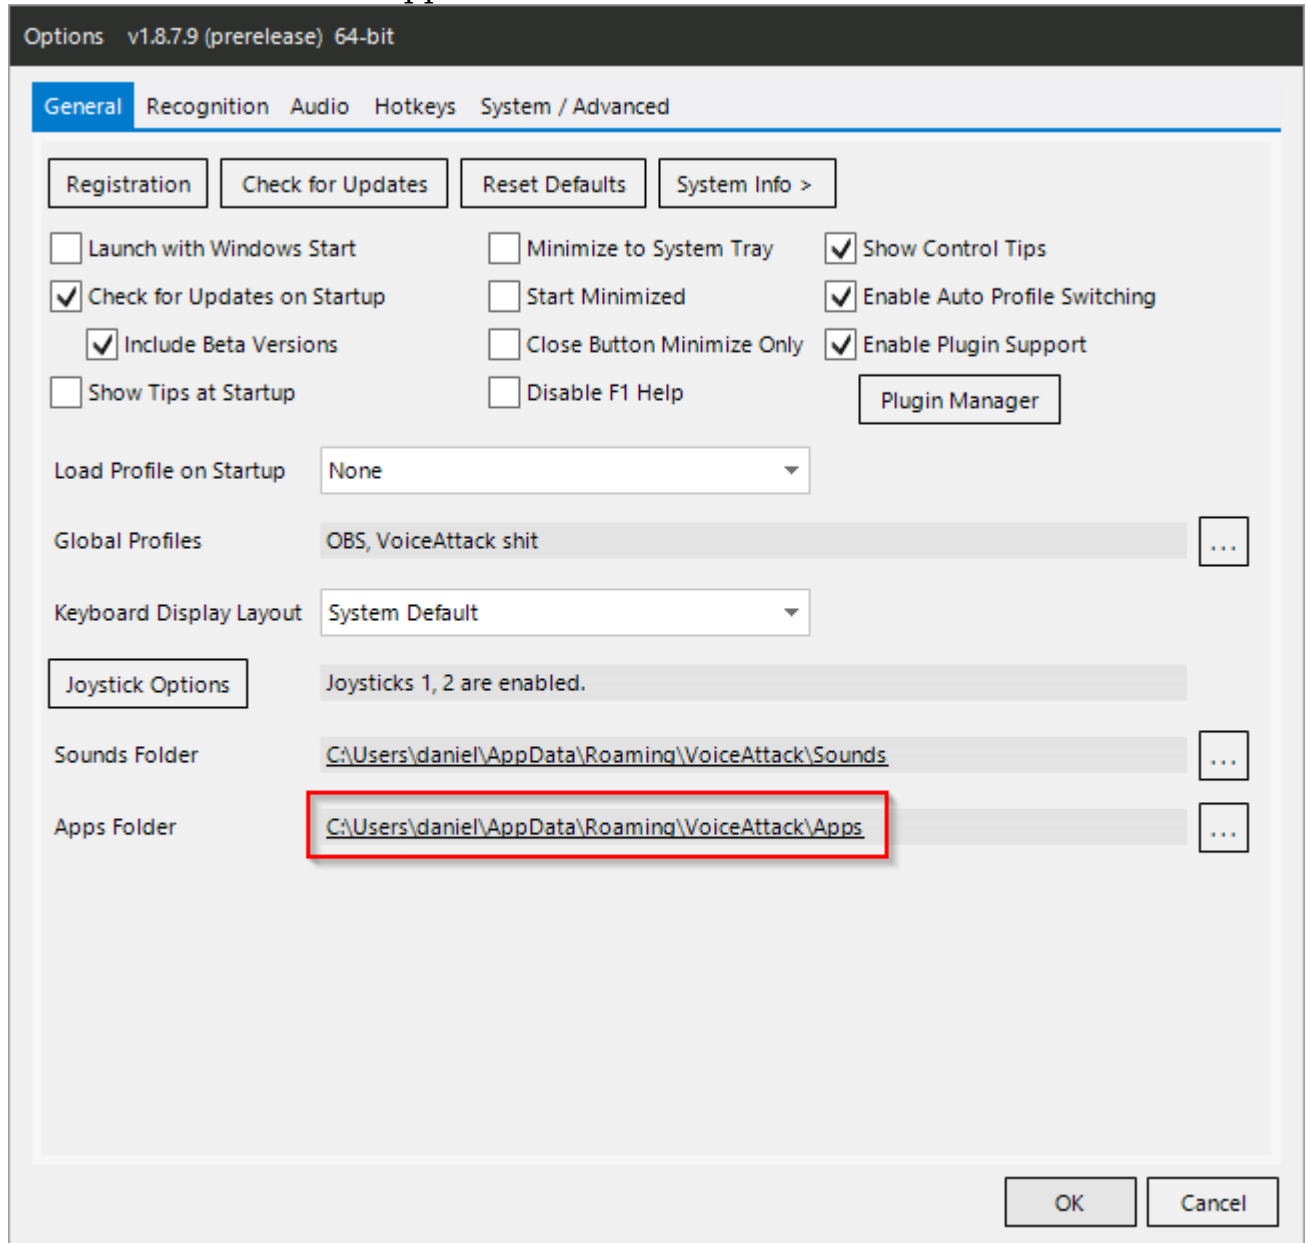 Options v1.8.7.9 (prerelease) 64-bit
General Recognition Audio Hotkeys System / Advanced
Registration Check for Updates Reset Defaults System Info >
Launch with Windows Start Minimize to System Tray Show Control Tips
Check for Updates on Startup Start Minimized Enable Auto Profile Switching
Include Beta Versions Close Button Minimize Only Enable Plugin Support
Show Tips at Startup Disable F1 Help Plugin Manager
Load Profile on Startup None
Global Profiles OBS, VoiceAttack shit ...
Keyboard Display Layout System Default
Joystick Options Joysticks 1, 2 are enabled.
Sounds Folder C:\Users\daniel\AppData\Roaming\VoiceAttack\Sounds ...
Apps Folder C:\Users\daniel\AppData\Roaming\VoiceAttack\Apps ...
OK Cancel